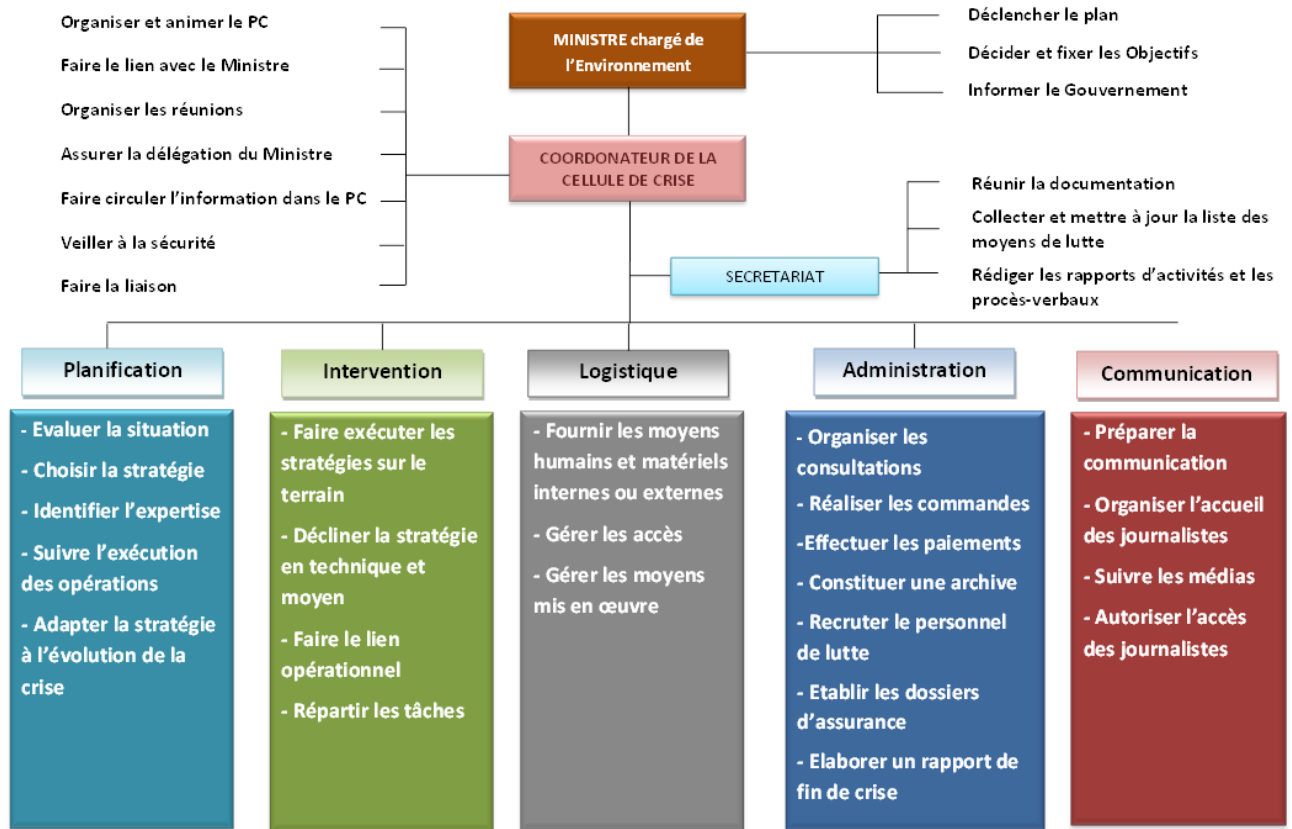 Organiser et animer le PC
Faire le lien avec le Ministre
Organiser les réunions
Assurer la délégation du Ministre
Faire circuler l'information dans le PC
Veiller à la sécurité
Faire la liaison
MINISTRE chargé de
l'Environnement
Déclencher le plan
Décider et fixer les Objectifs
Informer le Gouvernement
COORDONATEUR DE LA
CELLULE DE CRISE
SECRETARIAT
Réunir la documentation
Collecter et mettre à jour la liste des
moyens de lutte
Rédiger les rapports d'activités et les
procès-verbaux
Planification
- Evaluer la situation
- Choisir la stratégie
- Identifier l'expertise
- Suivre l'exécution
des opérations
- Adapter la stratégie
à l'évolution de la
crise
Intervention
- Faire exécuter les
stratégies sur le
terrain
- Décliner la stratégie
en technique et
moyen
- Faire le lien
opérationnel
- Répartir les tâches
Logistique
- Fournir les moyens
humains et matériels
internes ou externes
- Gérer les accès
- Gérer les moyens
mis en œuvre
Administration
- Organiser les
consultations
- Réaliser les commandes
-Effectuer les paiements
- Constituer une archive
- Recruter le personnel
de lutte
- Etablir les dossiers
d'assurance
- Elaborer un rapport de
fin de crise
Communication
- Préparer la
communication
- Organiser l'accueil
des journalistes
- Suivre les médias
- Autoriser l'accès
des journalistes